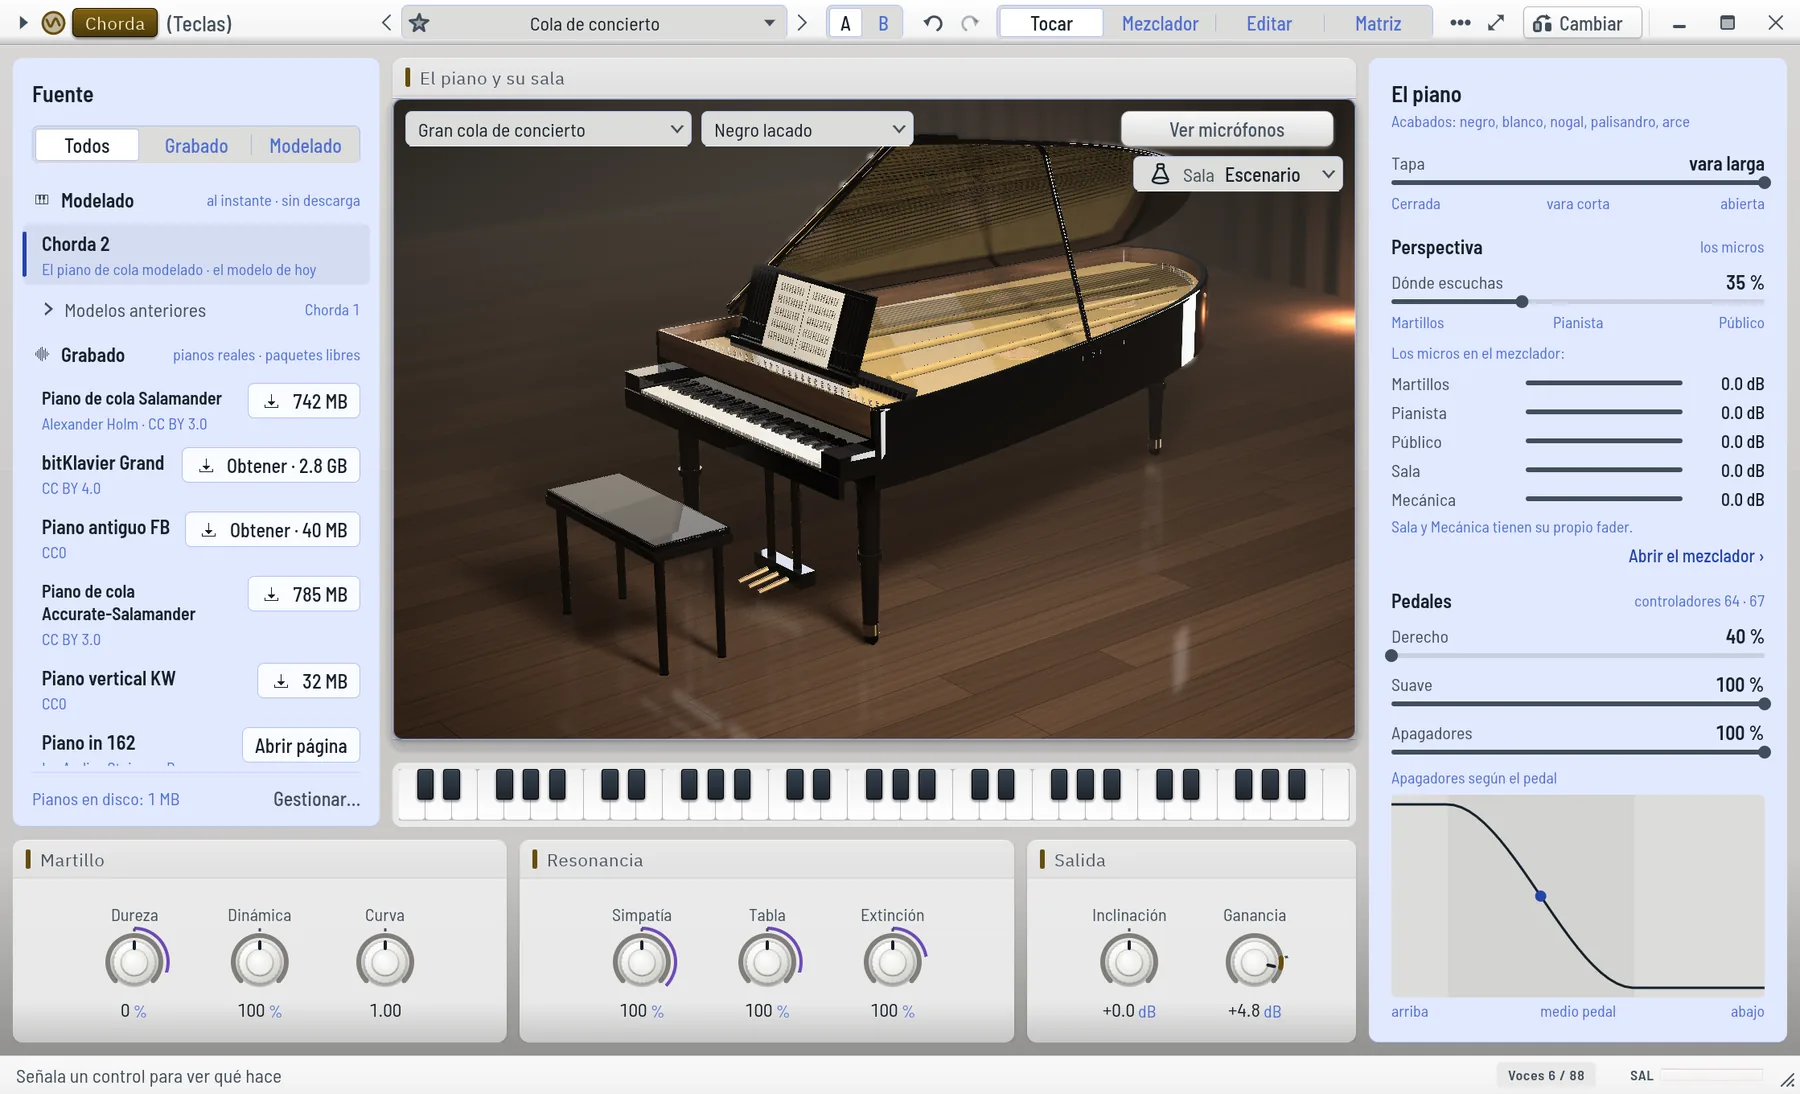 Chorda (Teclas)
Cola de concierto
A B
Tocar Mezclador Editar Matriz
Cambiar
Fuente
Todos Grabado Modelado
Modelado al instante · sin descarga
Chorda 2
El piano de cola modelado · el modelo de hoy
Modelos anteriores Chorda 1
Grabado pianos reales · paquetes libres
Piano de cola Salamander 742 MB
Alexander Holm · CC BY 3.0
bitKlavier Grand Obtener · 2.8 GB
CC BY 4.0
Piano antiguo FB Obtener · 40 MB
CC0
Piano de cola
Accurate-Salamander 785 MB
CC BY 3.0
Piano vertical KW 32 MB
CC0
Piano in 162 Abrir página
Pianos en disco: 1 MB Gestionar...
El piano y su sala
Gran cola de concierto Negro lacado Ver micrófonos
Sala Escenario
El piano
Acabados: negro, blanco, nogal, palisandro, arce
Tapa vara larga
Cerrada vara corta abierta
Perspectiva los micros
Dónde escuchas 35 %
Martillos Pianista Público
Los micros en el mezclador:
Martillos 0.0 dB
Pianista 0.0 dB
Público 0.0 dB
Sala 0.0 dB
Mecánica 0.0 dB
Sala y Mecánica tienen su propio fader.
Abrir el mezclador ›
Pedales controladores 64 · 67
Derecho 40 %
Suave 100 %
Apagadores 100 %
Apagadores según el pedal
arriba medio pedal abajo
Martillo
Dureza Dinámica Curva
0 % 100 % 1.00
Resonancia
Simpatía Tabla Extinción
100 % 100 % 100 %
Salida
Inclinación Ganancia
+0.0 dB +4.8 dB
Señala un control para ver qué hace
Voces 6 / 88 SAL